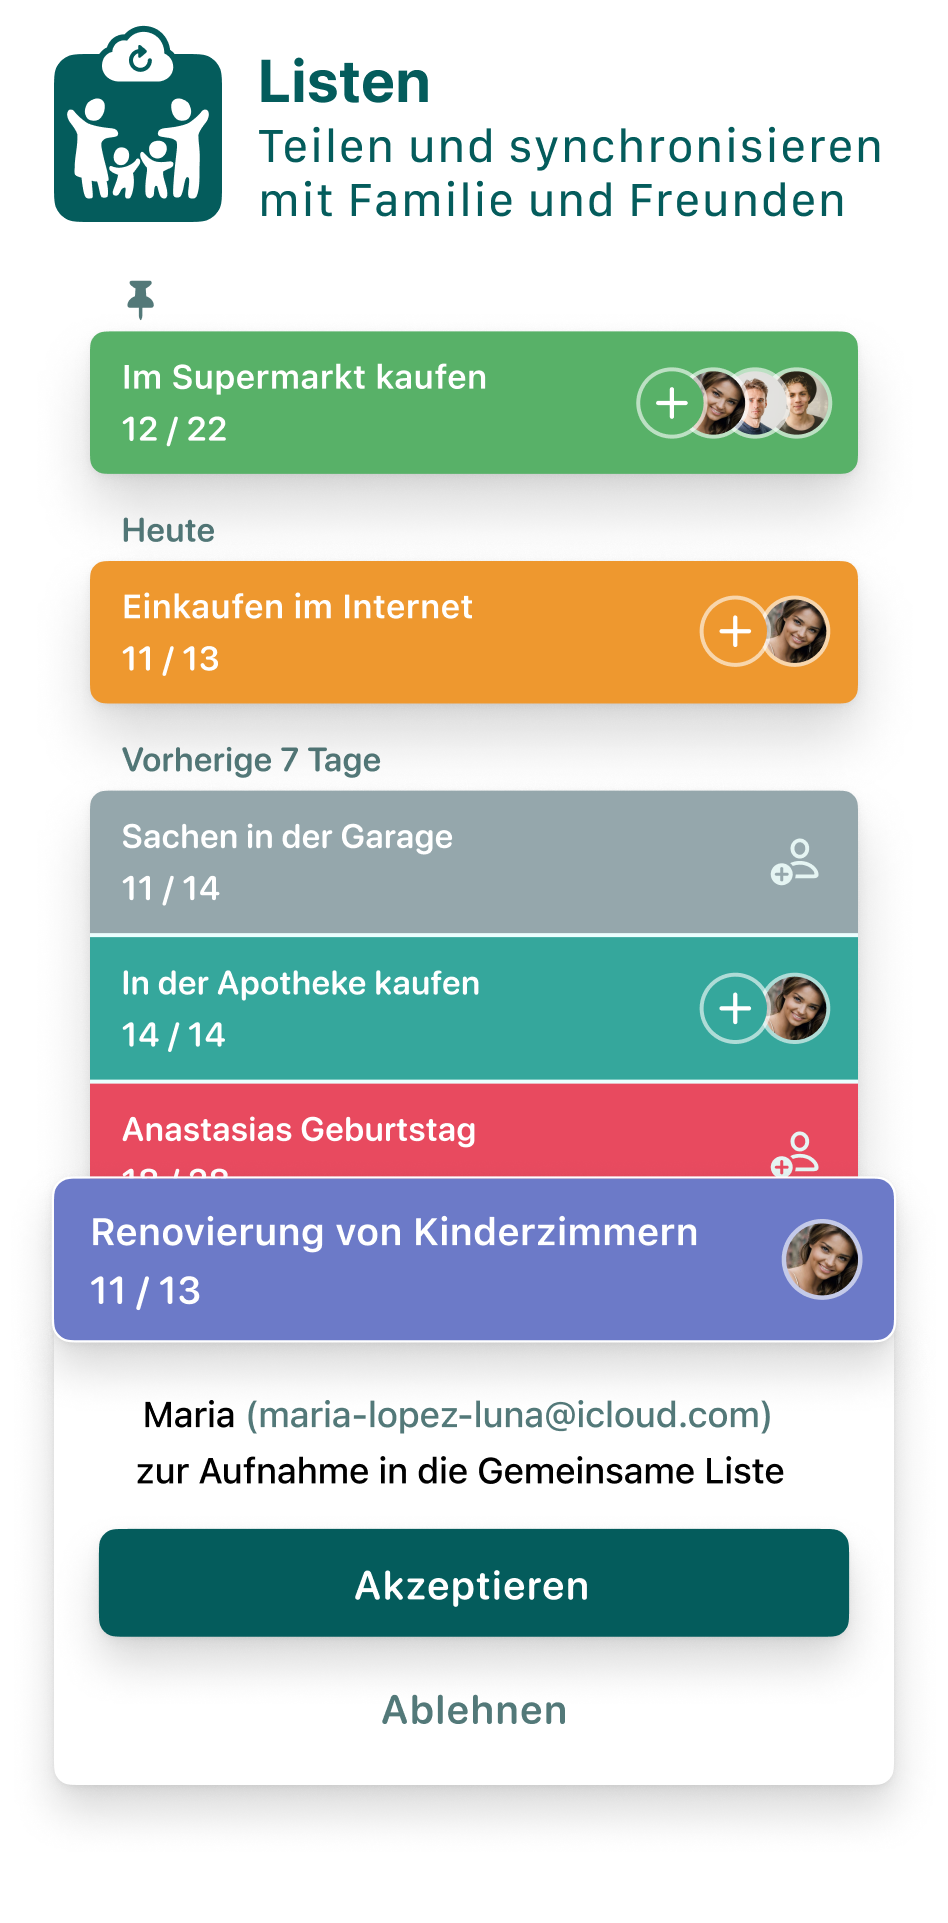 Listen
Teilen und synchronisieren
mit Familie und Freunden
Im Supermarkt kaufen
12 / 22
Heute
Einkaufen im Internet
11 / 13
Vorherige 7 Tage
Sachen in der Garage
11 / 14
In der Apotheke kaufen
14 / 14
Anastasias Geburtstag
Renovierung von Kinderzimmern
11 / 13
Maria (maria-lopez-luna@icloud.com)
zur Aufnahme in die Gemeinsame Liste
Akzeptieren
Ablehnen